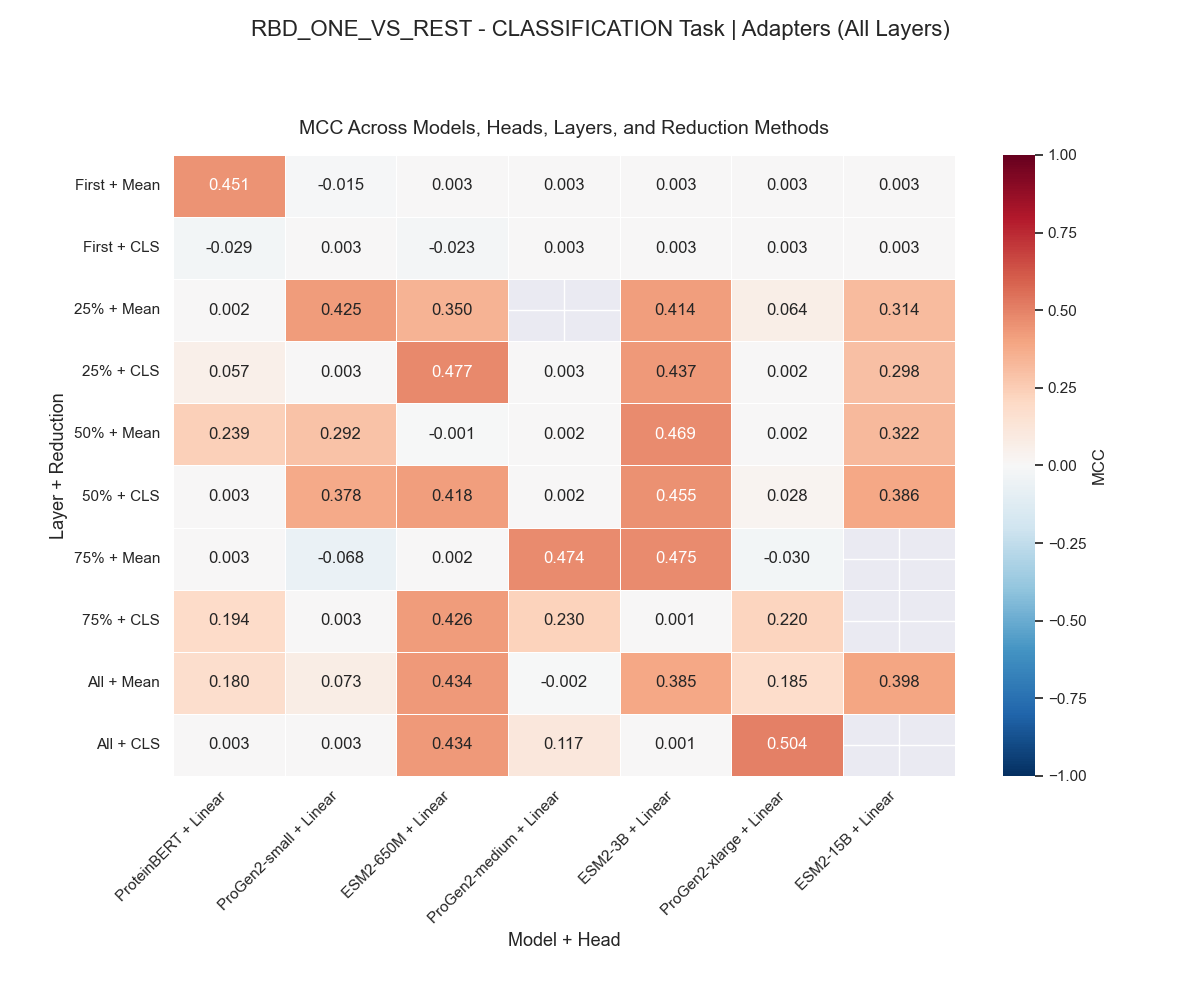 RBD_ONE_VS_REST - CLASSIFICATION Task | Adapters (All Layers)
MCC Across Models, Heads, Layers, and Reduction Methods
First + Mean 0.451 -0.015 0.003 0.003 0.003 0.003 0.003
First + CLS -0.029 0.003 -0.023 0.003 0.003 0.003 0.003
25% + Mean 0.002 0.425 0.350 0.414 0.064 0.314
25% + CLS 0.057 0.003 0.477 0.003 0.437 0.002 0.298
50% + Mean 0.239 0.292 -0.001 0.002 0.469 0.002 0.322
50% + CLS 0.003 0.378 0.418 0.002 0.455 0.028 0.386
75% + Mean 0.003 -0.068 0.002 0.474 0.475 -0.030
75% + CLS 0.194 0.003 0.426 0.230 0.001 0.220
All + Mean 0.180 0.073 0.434 -0.002 0.385 0.185 0.398
All + CLS 0.003 0.003 0.434 0.117 0.001 0.504
Layer + Reduction
ProteinBERT + Linear
ProGen2-small + Linear
ESM2-650M + Linear
ProGen2-medium + Linear
ESM2-3B + Linear
ProGen2-xlarge + Linear
ESM2-15B + Linear
Model + Head
1.00
0.75
0.50
0.25
0.00
−0.25
−0.50
−0.75
−1.00
MCC